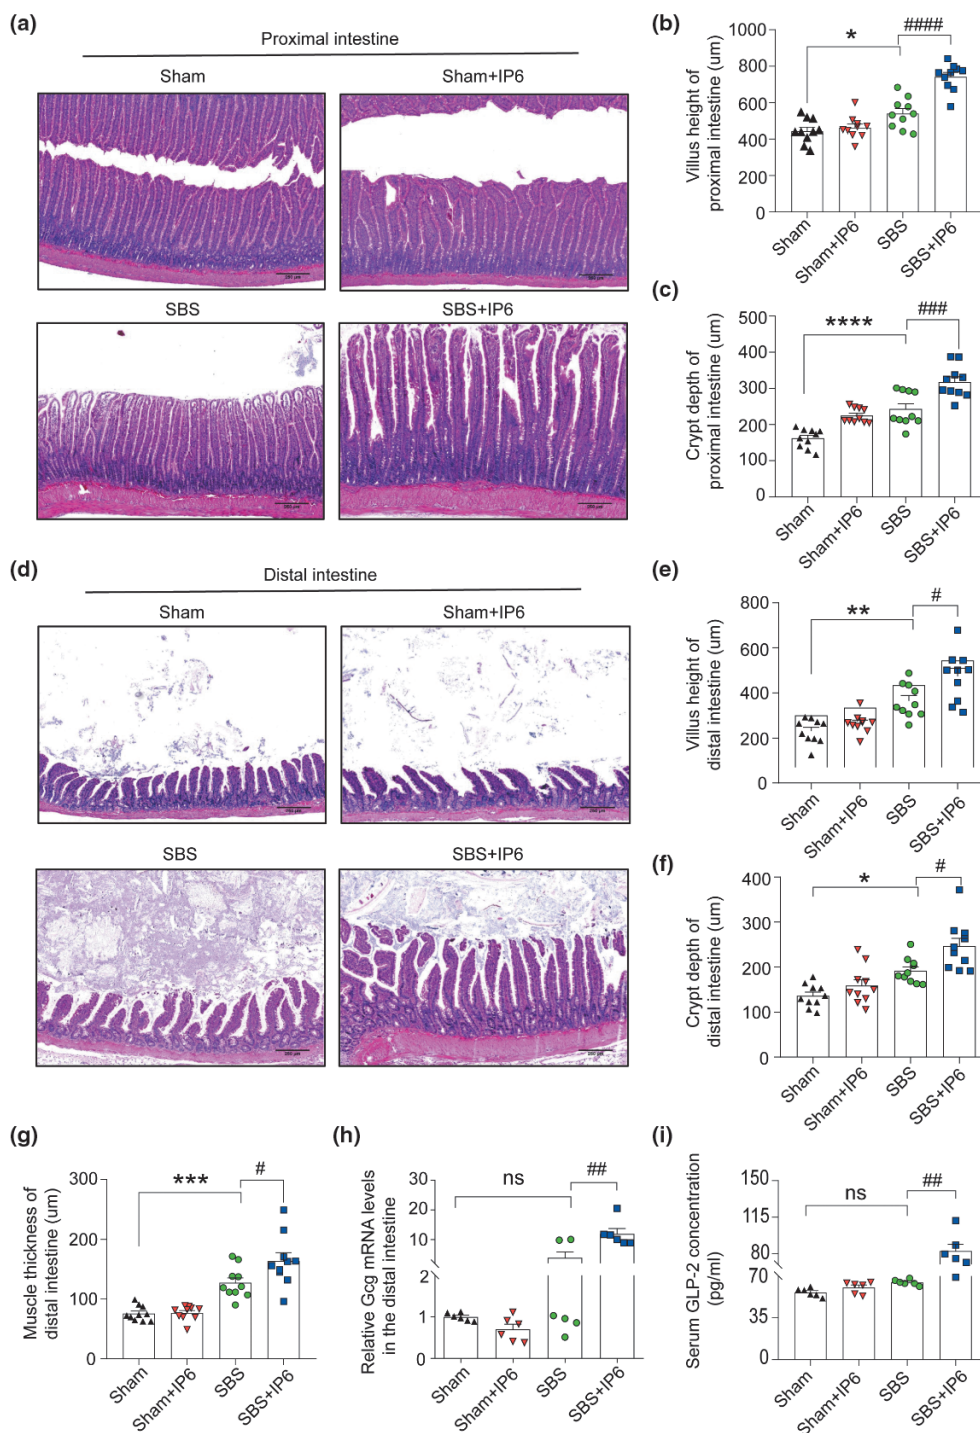 (a)
Proximal intestine
Sham
Sham+IP6
SBS
SBS+IP6
(b)
Villus height of
proximal intestine (um)
1000
800
600
400
200
0
*
####
Sham
Sham+IP6
SBS
SBS+IP6
(c)
Crypt depth of
proximal intestine (um)
500
400
300
200
100
0
****
###
Sham
Sham+IP6
SBS
SBS+IP6
(d)
Distal intestine
Sham
Sham+IP6
SBS
SBS+IP6
(e)
Villus height of
distal intestine (um)
800
600
400
200
0
**
#
Sham
Sham+IP6
SBS
SBS+IP6
(f)
Crypt depth of
distal intestine (um)
400
300
200
100
0
*
#
Sham
Sham+IP6
SBS
SBS+IP6
(g)
Muscle thickness of
distal intestine (um)
300
200
100
0
***
#
Sham
Sham+IP6
SBS
SBS+IP6
(h)
Relative Gcg mRNA levels
in the distal intestine
30
20
10
2
1
0
ns
##
Sham
Sham+IP6
SBS
SBS+IP6
(i)
Serum GLP-2 concentration
(pg/ml)
150
115
80
70
35
0
ns
##
Sham
Sham+IP6
SBS
SBS+IP6